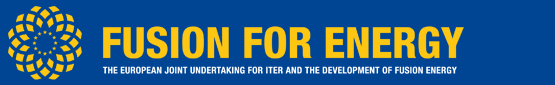 FUSION FOR ENERGY
THE EUROPEAN JOINT UNDERTAKING FOR ITER AND THE DEVELOPMENT OF FUSION ENERGY